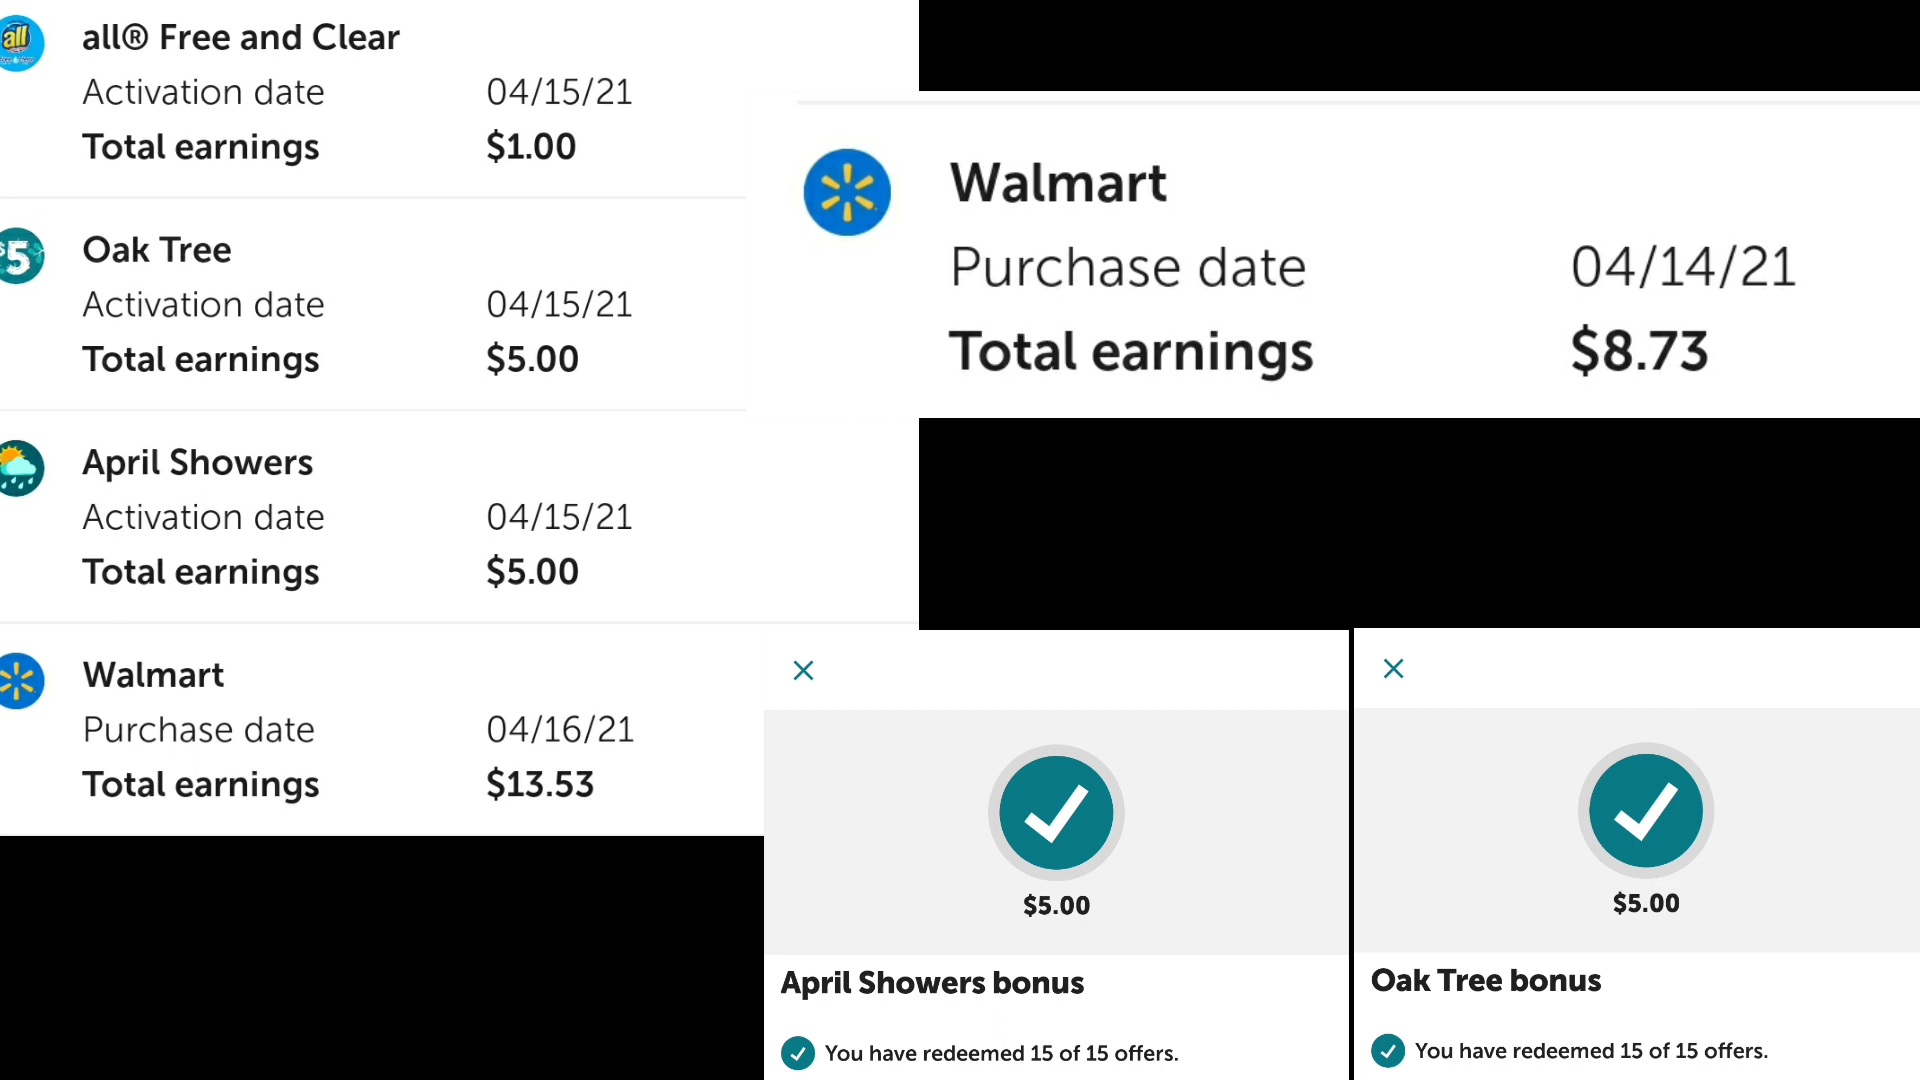 all
all® Free and Clear
Activation date 04/15/21
Total earnings $1.00
$5
Oak Tree
Activation date 04/15/21
Total earnings $5.00
April Showers
Activation date 04/15/21
Total earnings $5.00
Walmart
Purchase date 04/16/21
Total earnings $13.53
Walmart
Purchase date 04/14/21
Total earnings $8.73
$5.00
April Showers bonus
You have redeemed 15 of 15 offers.
$5.00
Oak Tree bonus
You have redeemed 15 of 15 offers.